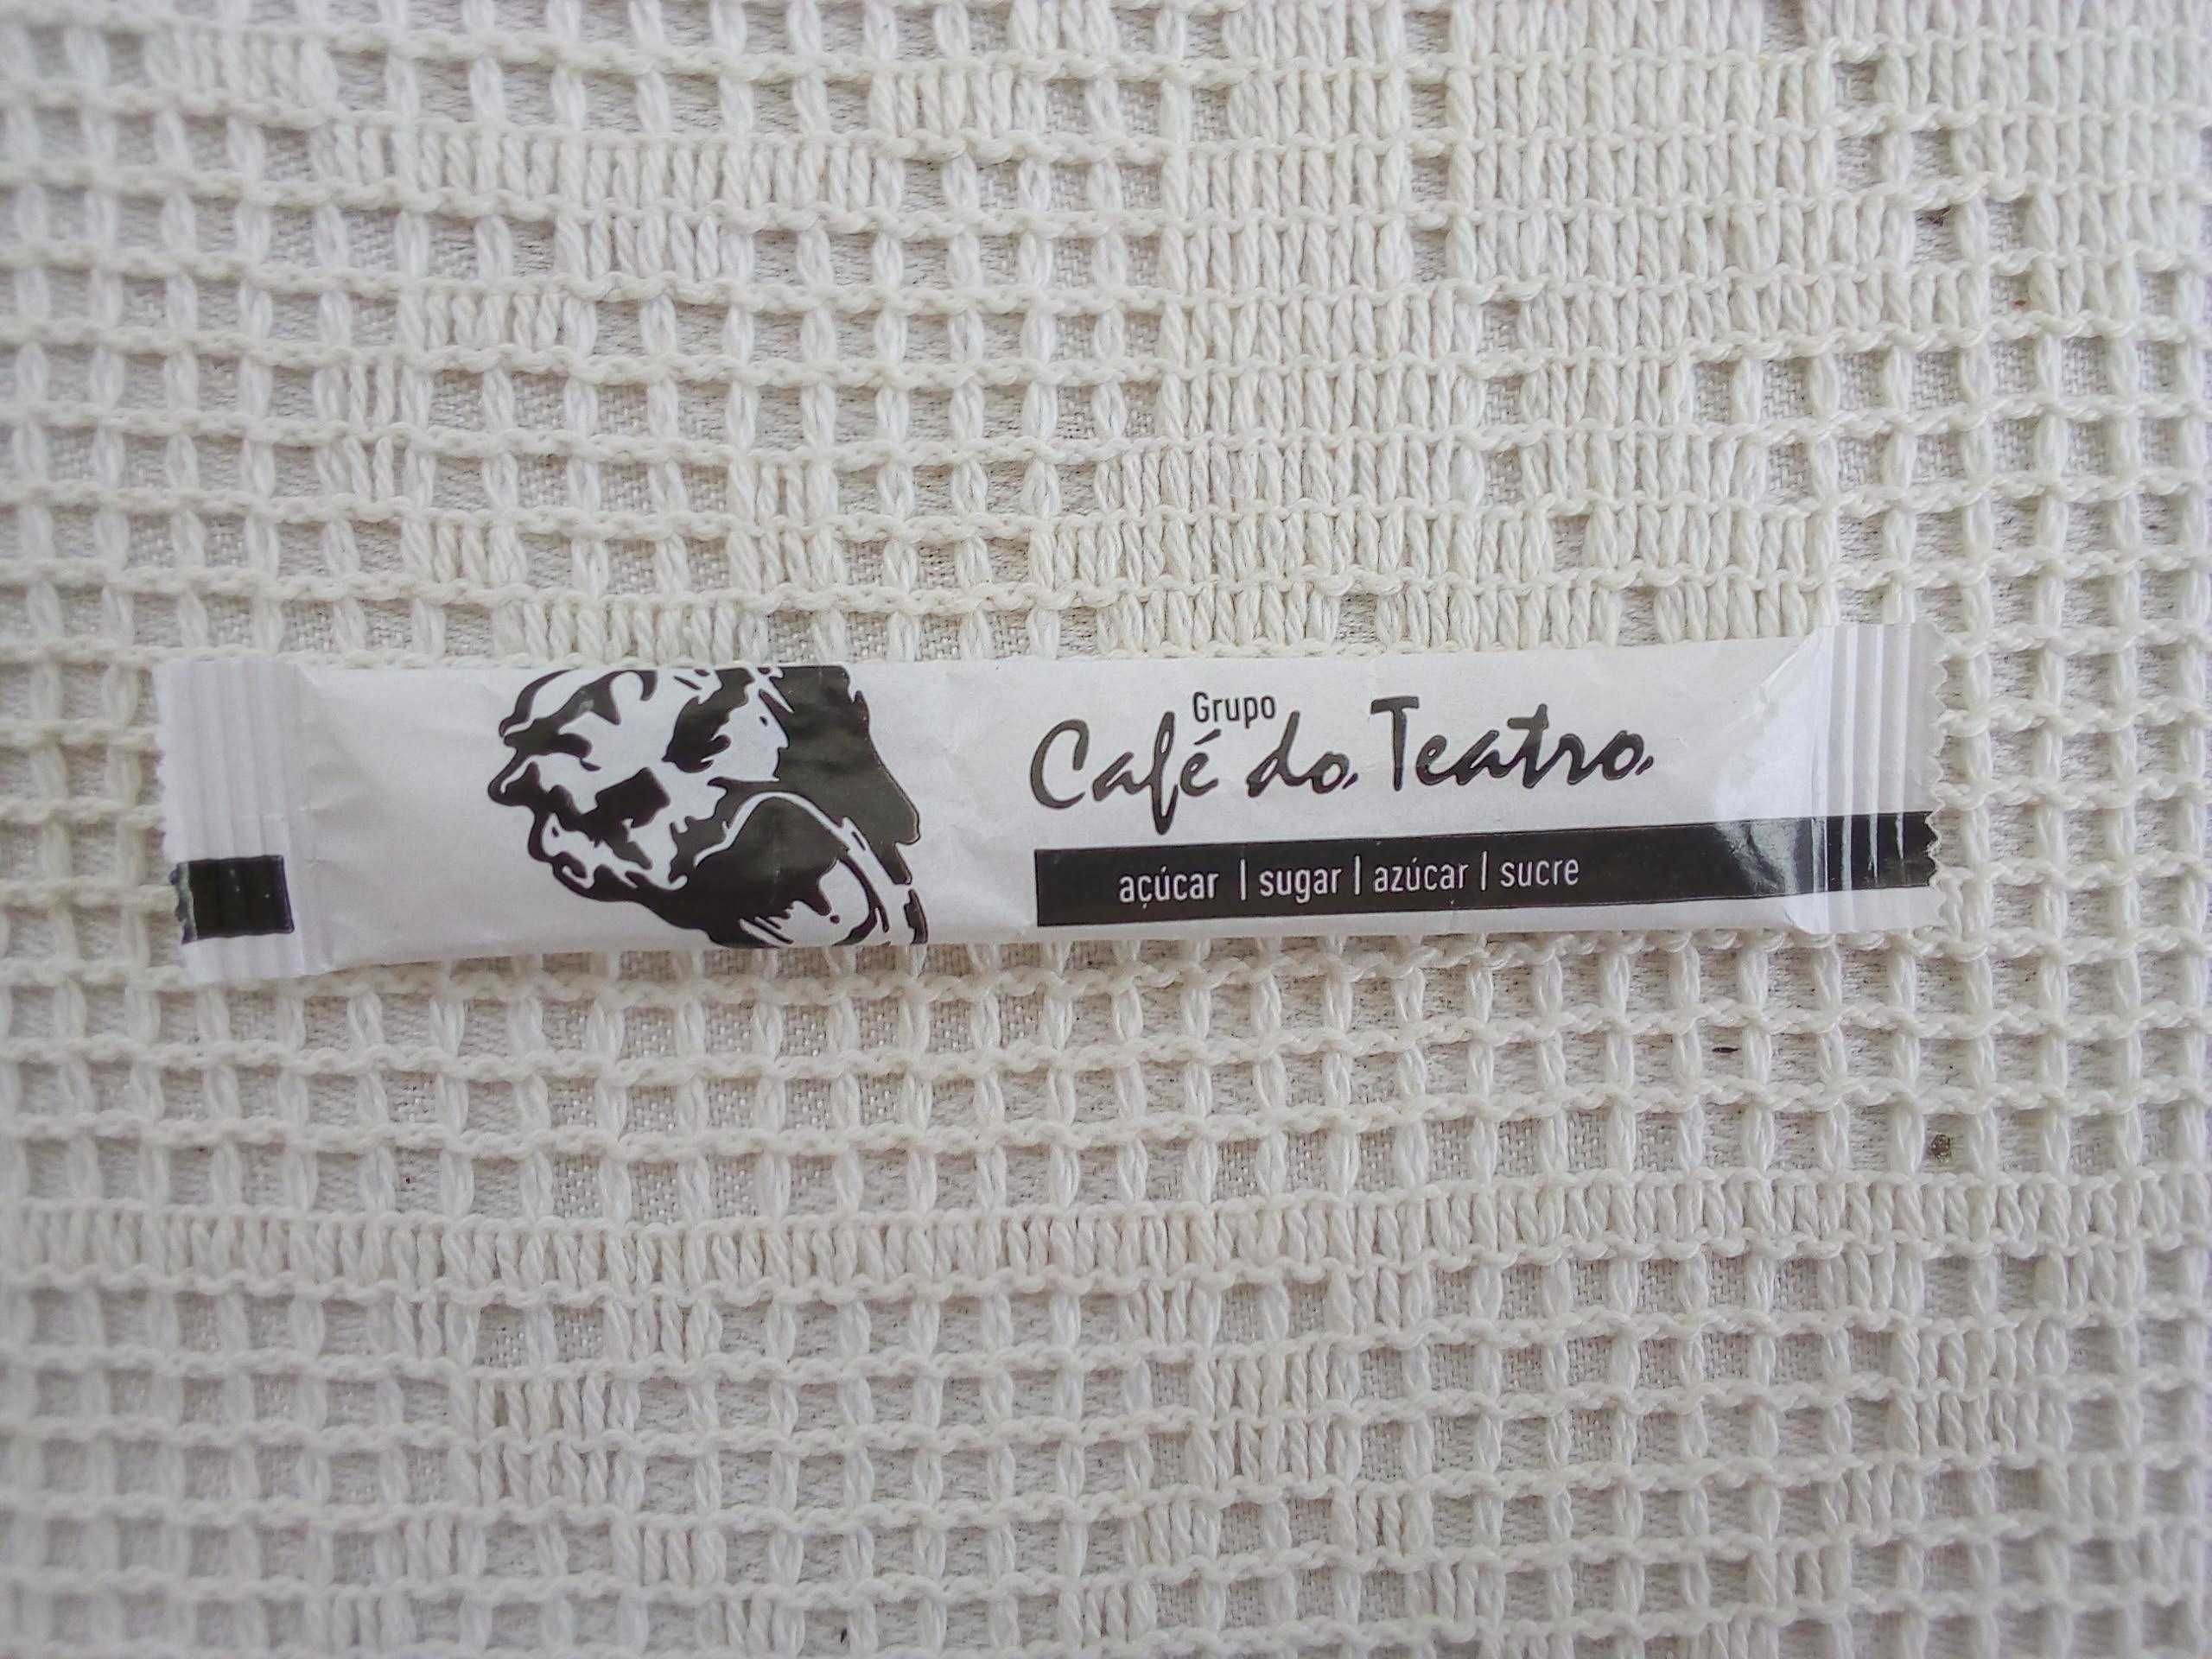 Grupo
Café do Teatro
açúcar | sugar | azúcar | sucre